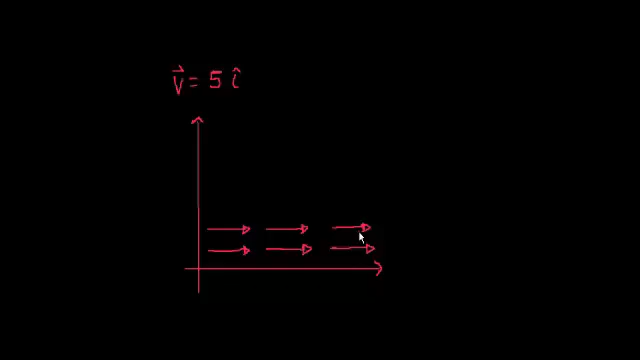 v⃗ = 5 î